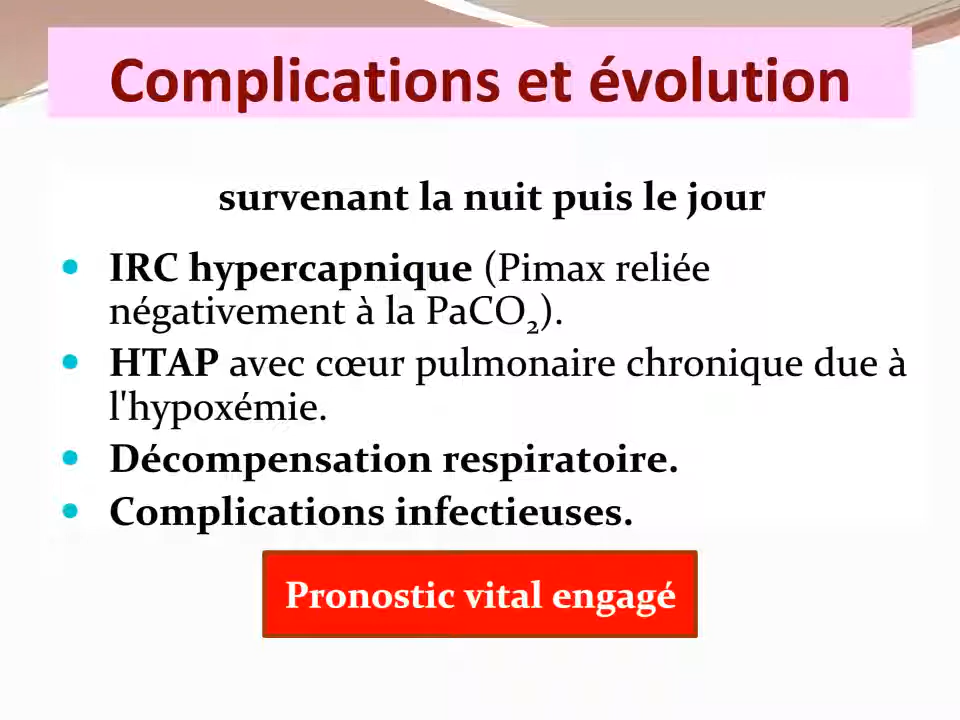 Complications et évolution
survenant la nuit puis le jour
• IRC hypercapnique (Pimax reliée
négativement à la PaCO₂).
• HTAP avec cœur pulmonaire chronique due à
l'hypoxémie.
• Décompensation respiratoire.
• Complications infectieuses.
Pronostic vital engagé